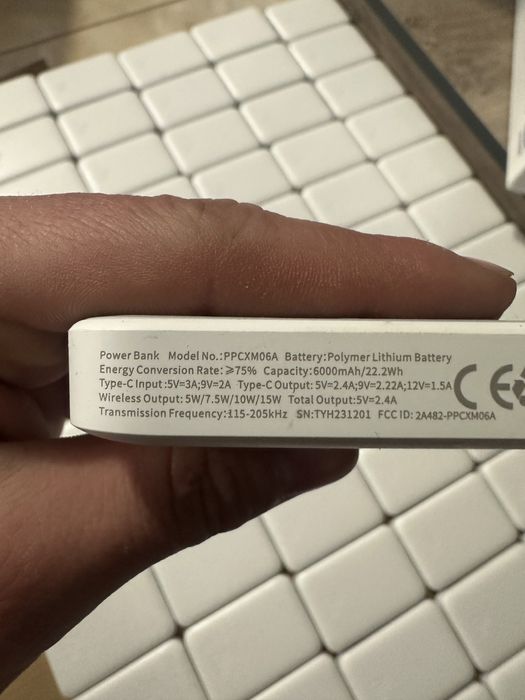 Power Bank Model No.:PPCXM06A Battery:Polymer Lithium Battery
Energy Conversion Rate: ⩾75% Capacity:6000mAh/22.2Wh
Type-C Input:5V=3A;9V=2A Type-C Output: 5V=2.4A;9V=2.22A;12V=1.5A
Wireless Output: 5W/7.5W/10W/15W Total Output:5V=2.4A
Transmission Frequency:115-205kHz SN:TYH231201 FCC ID: 2A482-PPCXM06A
CE